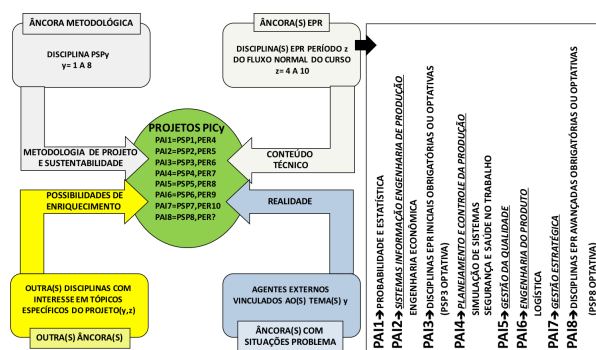 ÂNCORA METODOLÓGICA
DISCIPLINA PSPy
y= 1 A 8
ÂNCORA(S) EPR
DISCIPLINA(S) EPR PERÍODO z
DO FLUXO NORMAL DO CURSO
z= 4 A 10
METODOLOGIA DE PROJETO
E SUSTENTABILIDADE
PROJETOS PICy
PAI1=PSP1,PER4
PAI2=PSP2,PER5
PAI3=PSP3,PER6
PAI4=PSP4,PER7
PAI5=PSP5,PER8
PAI6=PSP6,PER9
PAI7=PSP7,PER10
PAI8=PSP8,PER?
CONTEÚDO
TÉCNICO
POSSIBILIDADES DE
ENRIQUECIMENTO
REALIDADE
OUTRA(S) DISCIPLINAS COM
INTERESSE EM TÓPICOS
ESPECÍFICOS DO PROJETO(y,z)
OUTRA(S) ÂNCORA(S)
AGENTES EXTERNOS
VINCULADOS AO(S) TEMA(S) y
ÂNCORA(S) COM
SITUAÇÕES PROBLEMA
PAI1→PROBABILIDADE E ESTATÍSTICA
PAI2→SISTEMAS INFORMAÇÃO ENGENHARIA DE PRODUÇÃO
ENGENHARIA ECONÔMICA
PAI3→DISCIPLINAS EPR INICIAIS OBRIGATÓRIAS OU OPTATIVAS
(PSP3 OPTATIVA)
PAI4→PLANEJAMENTO E CONTROLE DA PRODUÇÃO
SIMULAÇÃO DE SISTEMAS
SEGURANÇA E SAÚDE NO TRABALHO
PAI5→GESTÃO DA QUALIDADE
PAI6→ENGENHARIA DO PRODUTO
LOGÍSTICA
PAI7→GESTÃO ESTRATÉGICA
PAI8→DISCIPLINAS EPR AVANÇADAS OBRIGATÓRIAS OU OPTATIVAS
(PSP8 OPTATIVA)